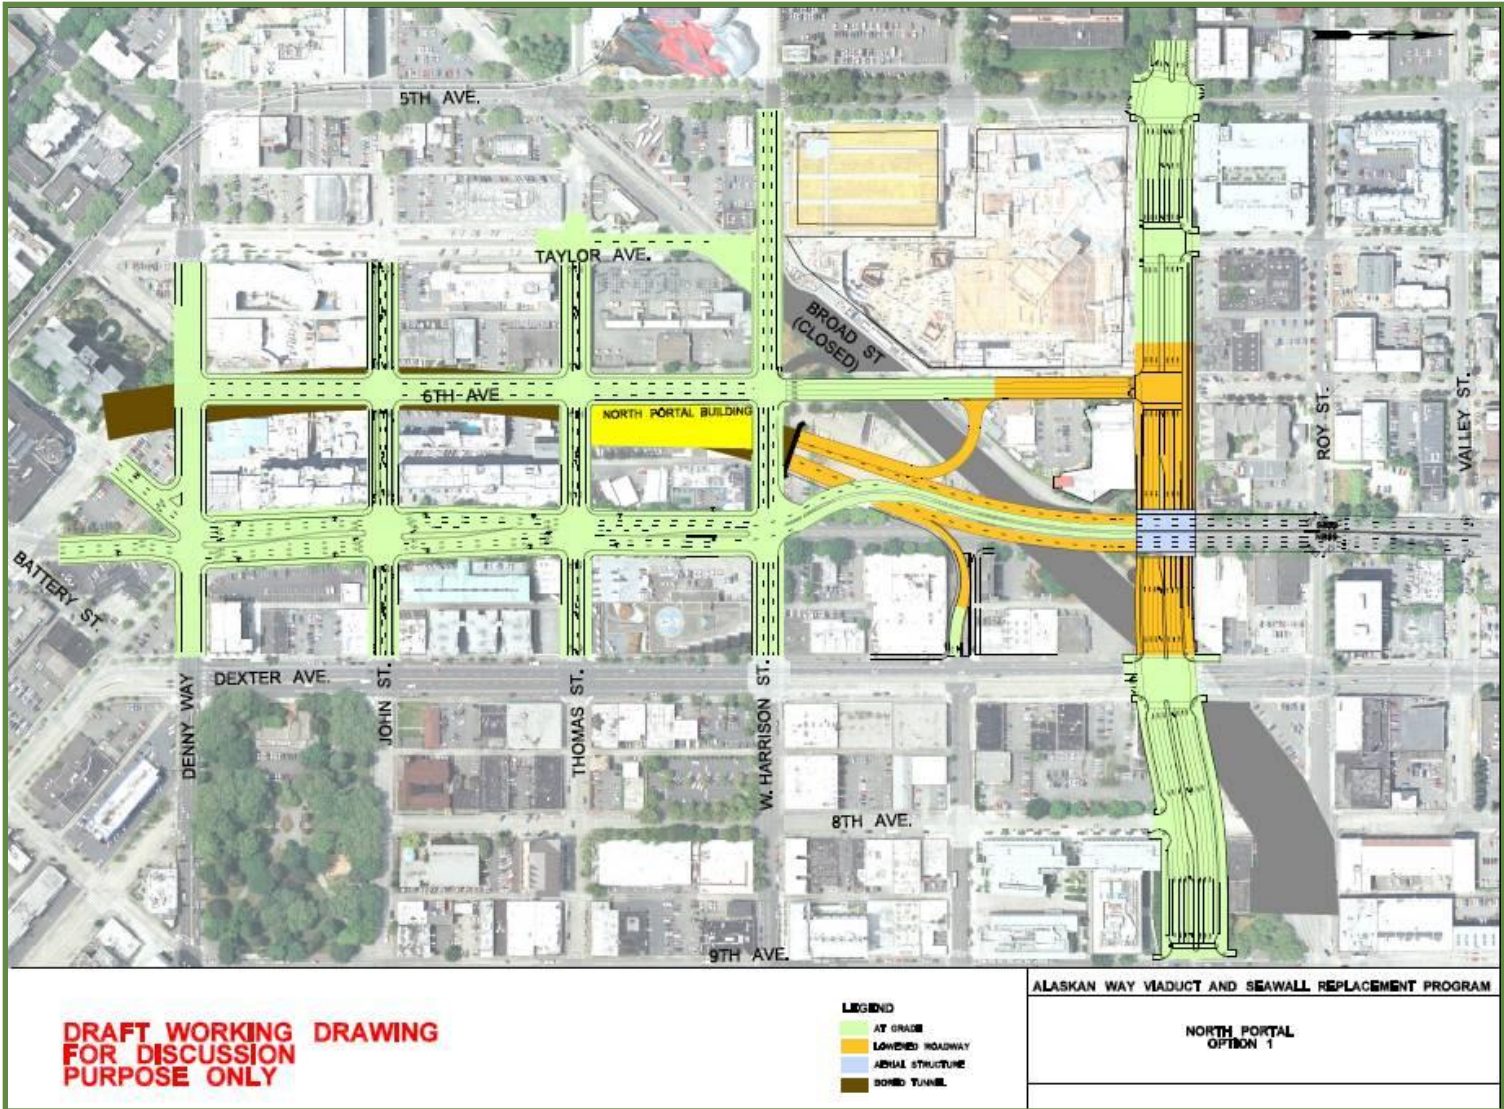 5TH AVE.
TAYLOR AVE.
BROAD ST
(CLOSED)
6TH AVE
NORTH PORTAL BUILDING
ROY ST.
VALLEY ST.
BATTERY ST.
DENNY WAY
DEXTER AVE.
JOHN ST.
THOMAS ST.
W. HARRISON ST.
8TH AVE.
9TH AVE.
DRAFT WORKING DRAWING
FOR DISCUSSION
PURPOSE ONLY
LEGEND
AT GRADE
LOWERED ROADWAY
AERIAL STRUCTURE
BORED TUNNEL
ALASKAN WAY VIADUCT AND SEAWALL REPLACEMENT PROGRAM
NORTH PORTAL
OPTION 1